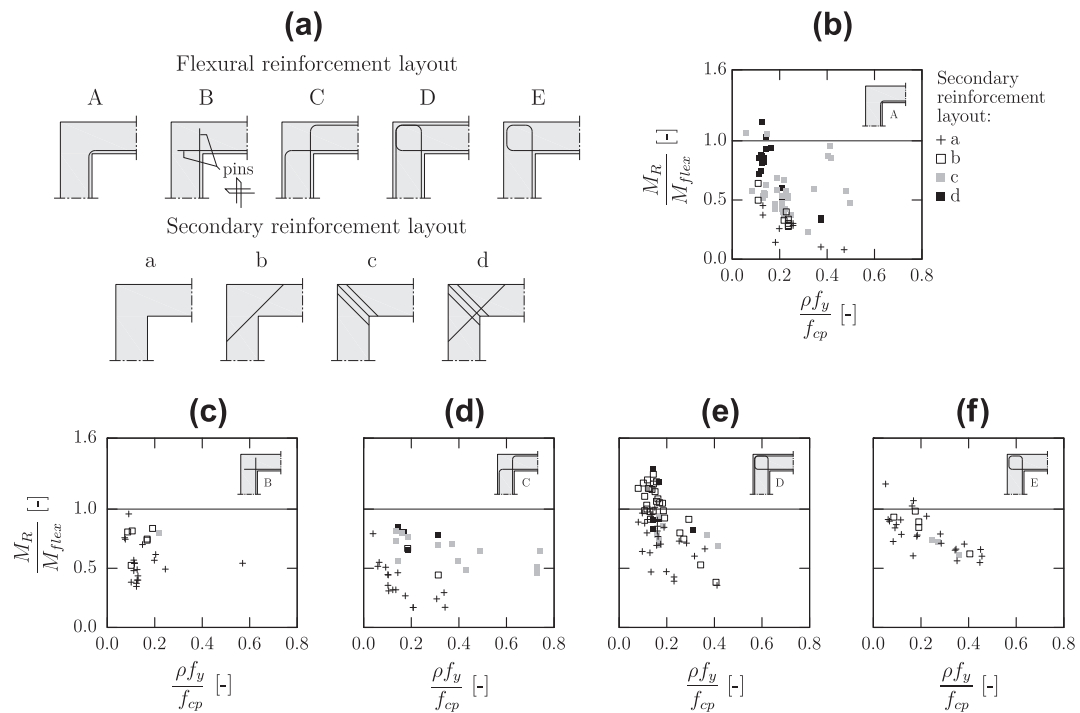 (a)
Flexural reinforcement layout
A B C D E
pins
Secondary reinforcement layout
a b c d
(b)
1.6
1.0
0.5
0.0
0.0 0.2 0.4 0.6 0.8
M_R / M_flex [-]
ρf_y / f_cp [-]
A
Secondary
reinforcement
layout:
a
b
c
d
(c)
1.6
1.0
0.5
0.0
0.0 0.2 0.4 0.6 0.8
M_R / M_flex [-]
ρf_y / f_cp [-]
B
(d)
0.0 0.2 0.4 0.6 0.8
ρf_y / f_cp [-]
C
(e)
0.0 0.2 0.4 0.6 0.8
ρf_y / f_cp [-]
D
(f)
0.0 0.2 0.4 0.6 0.8
ρf_y / f_cp [-]
E